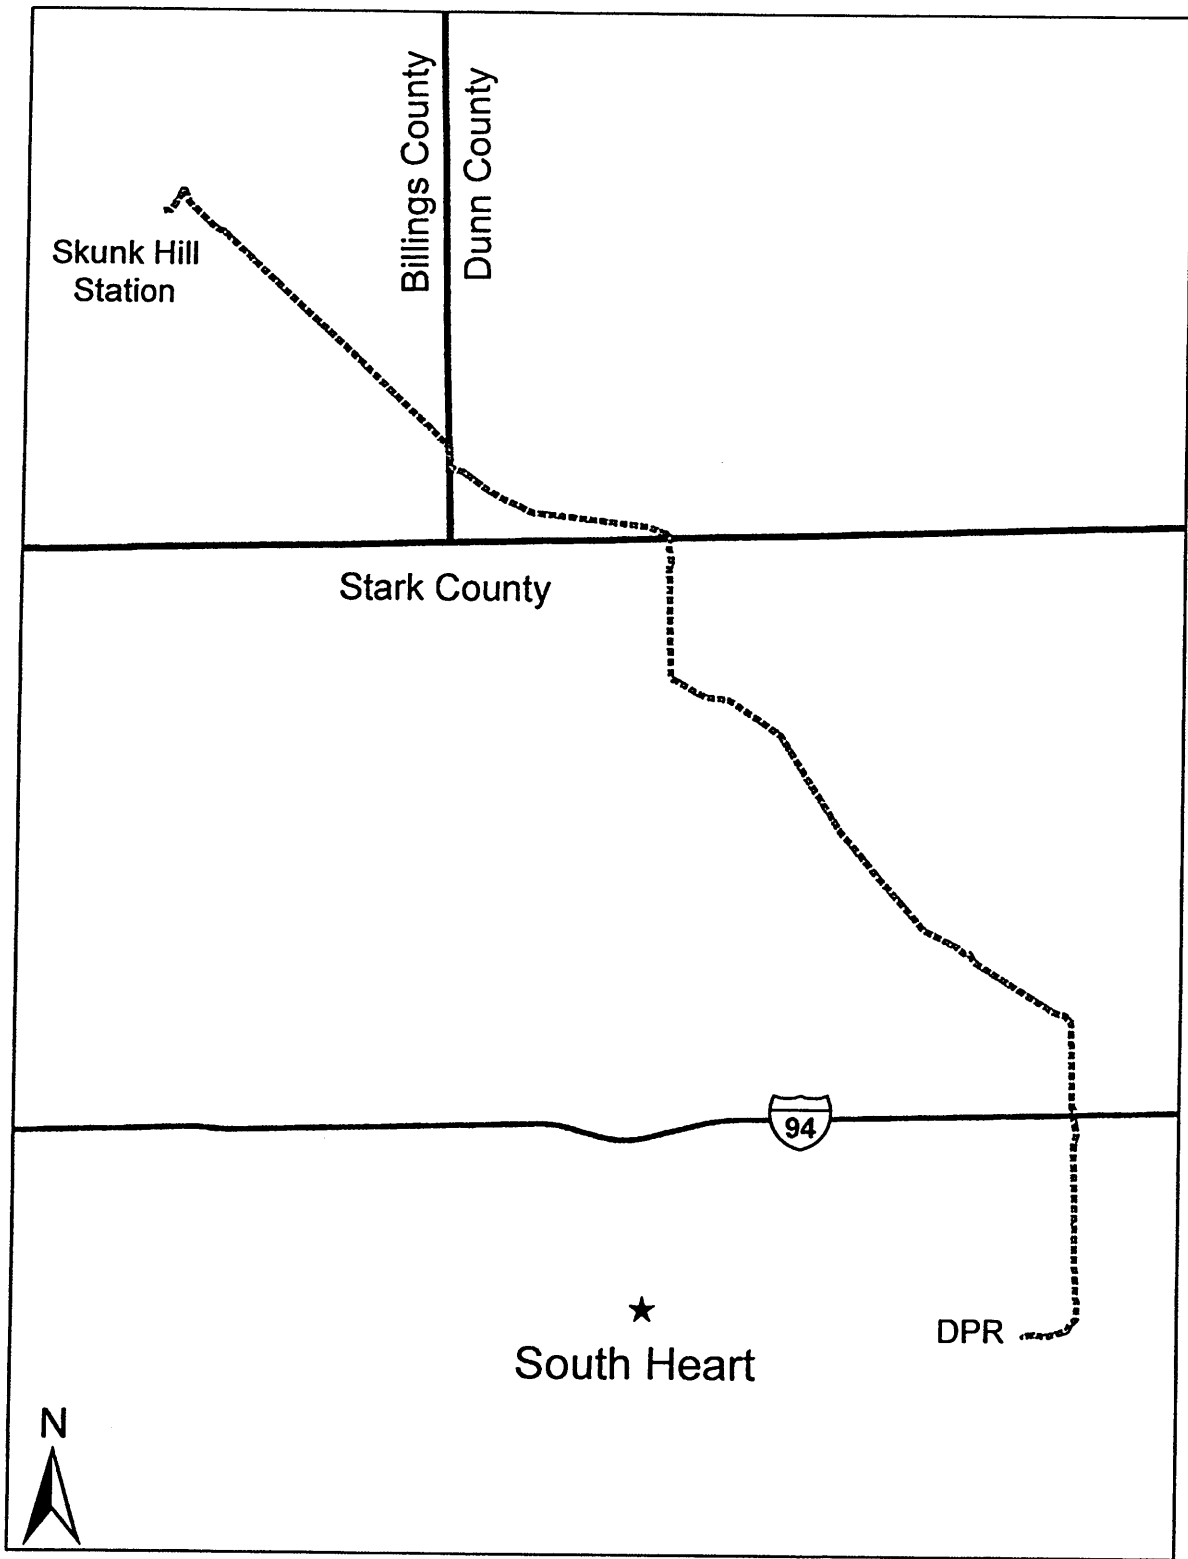 Billings County
Dunn County
Skunk Hill
Station
Stark County
94
DPR
South Heart
N